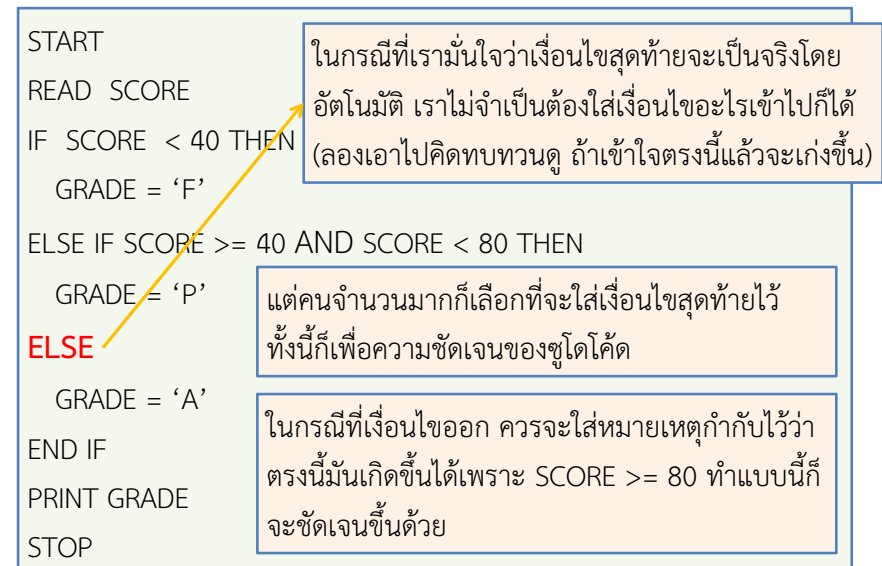 START
READ SCORE
IF SCORE < 40 THEN
GRADE = ‘F’
ELSE IF SCORE >= 40 AND SCORE < 80 THEN
GRADE = ‘P’
ELSE
GRADE = ‘A’
END IF
PRINT GRADE
STOP
ในกรณีที่เรามั่นใจว่าเงื่อนไขสุดท้ายจะเป็นจริงโดย
อัตโนมัติ เราไม่จำเป็นต้องใส่เงื่อนไขอะไรเข้าไปก็ได้
(ลองเอาไปคิดทบทวนดู ถ้าเข้าใจตรงนี้แล้วจะเก่งขึ้น)
แต่คนจำนวนมากก็เลือกที่จะใส่เงื่อนไขสุดท้ายไว้
ทั้งนี้ก็เพื่อความชัดเจนของซูโดโค้ด
ในกรณีที่เงื่อนไขออก ควรจะใส่หมายเหตุกำกับไว้ว่า
ตรงนี้มันเกิดขึ้นได้เพราะ SCORE >= 80 ทำแบบนี้ก็
จะชัดเจนขึ้นด้วย